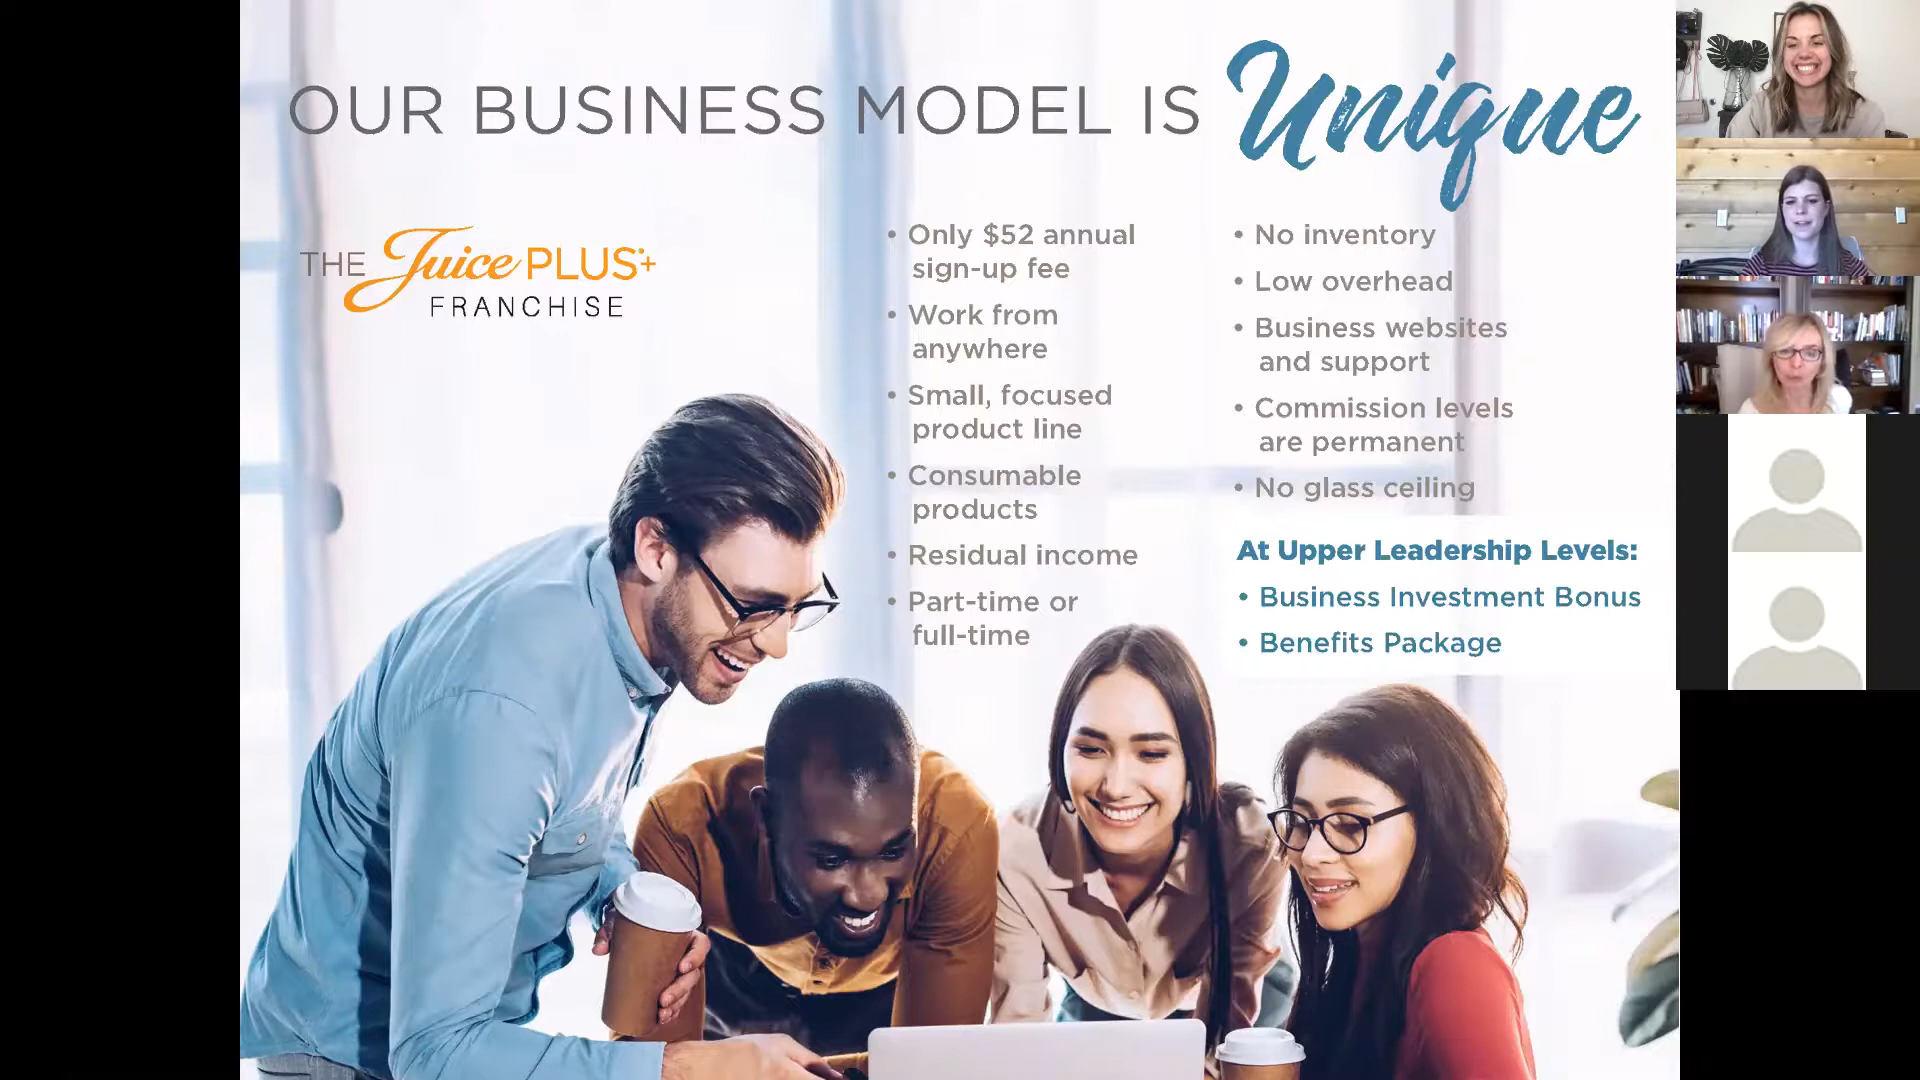 OUR BUSINESS MODEL IS Unique
THE Juice PLUS+
FRANCHISE
• Only $52 annual
sign-up fee
• Work from
anywhere
• Small, focused
product line
• Consumable
products
• Residual income
• Part-time or
full-time
• No inventory
• Low overhead
• Business websites
and support
• Commission levels
are permanent
• No glass ceiling
At Upper Leadership Levels:
• Business Investment Bonus
• Benefits Package